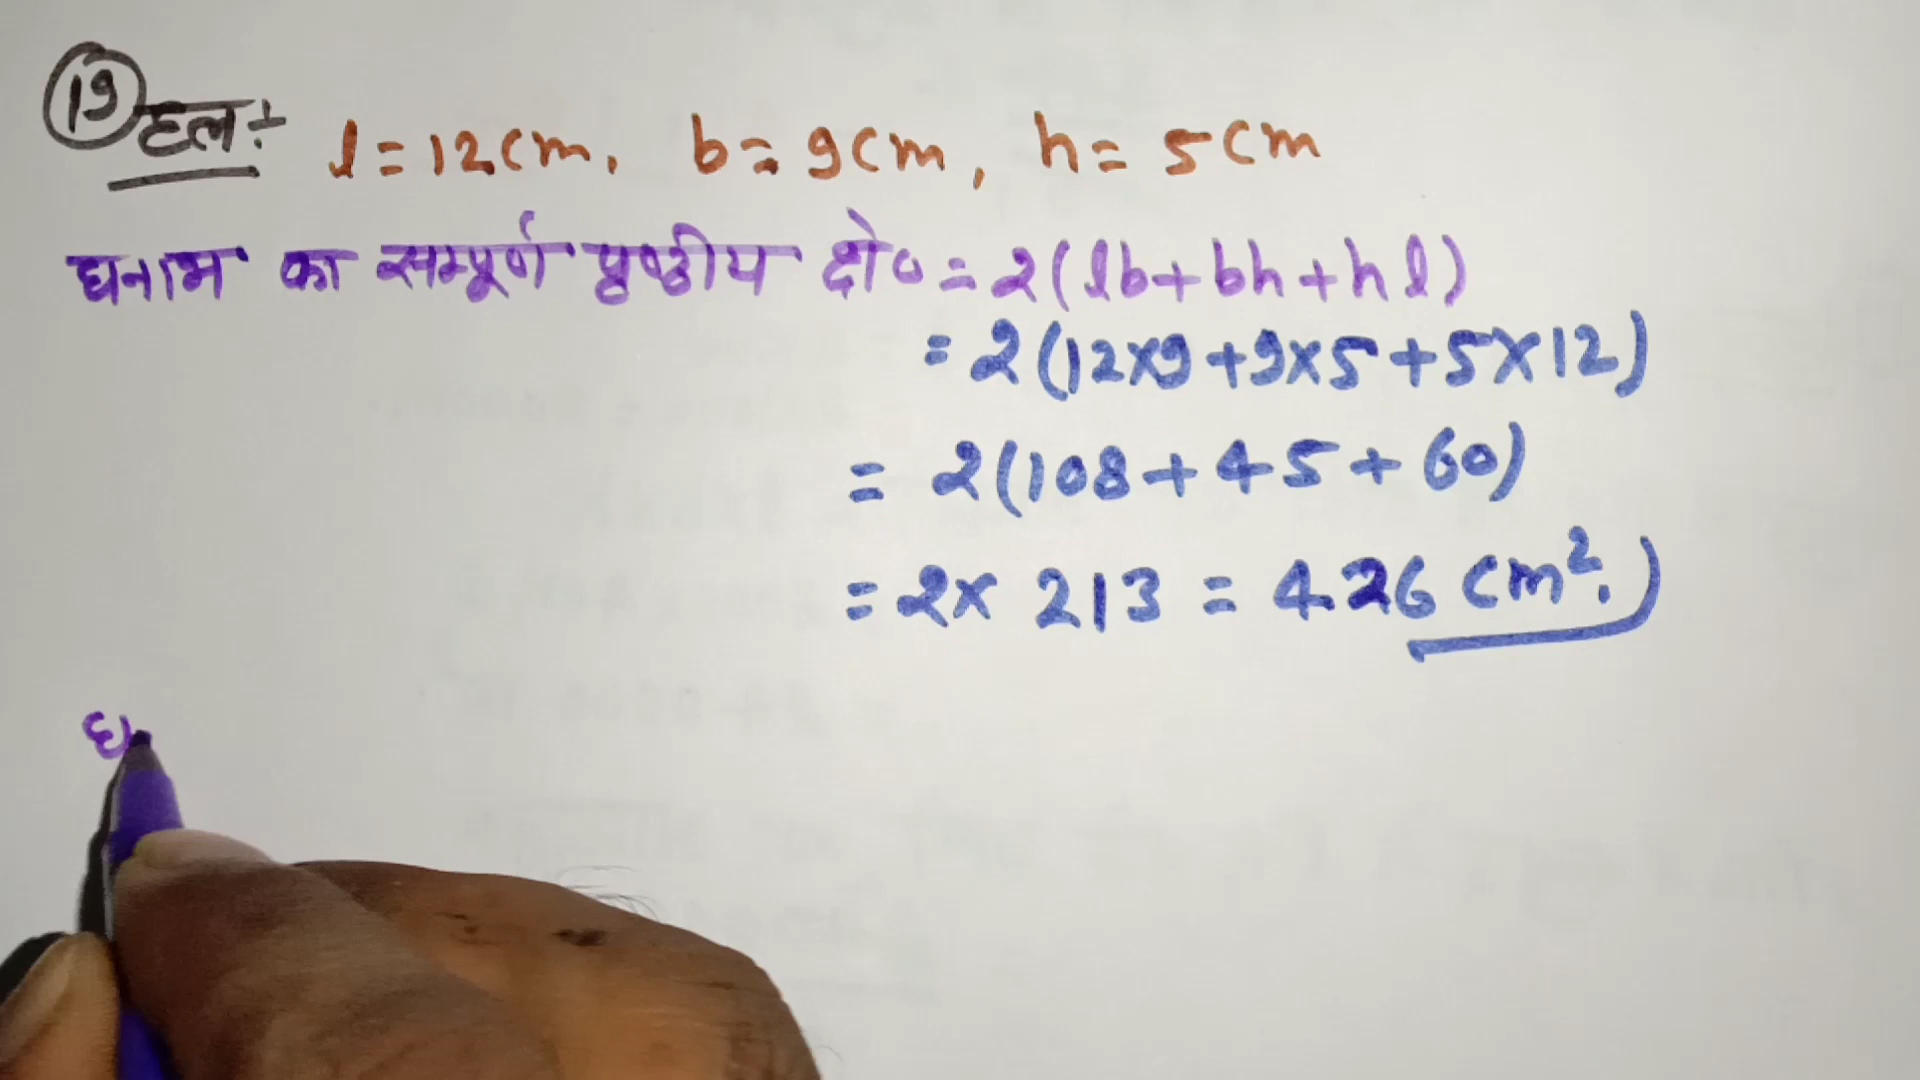 19 हल÷ l = 12cm, b = 9cm, h = 5cm
घनाभ का सम्पूर्ण पृष्ठीय क्षे० = 2(lb+bh+hl)
= 2(12×9+9×5+5×12)
= 2(108+45+60)
= 2× 213 = 426 cm².
घ